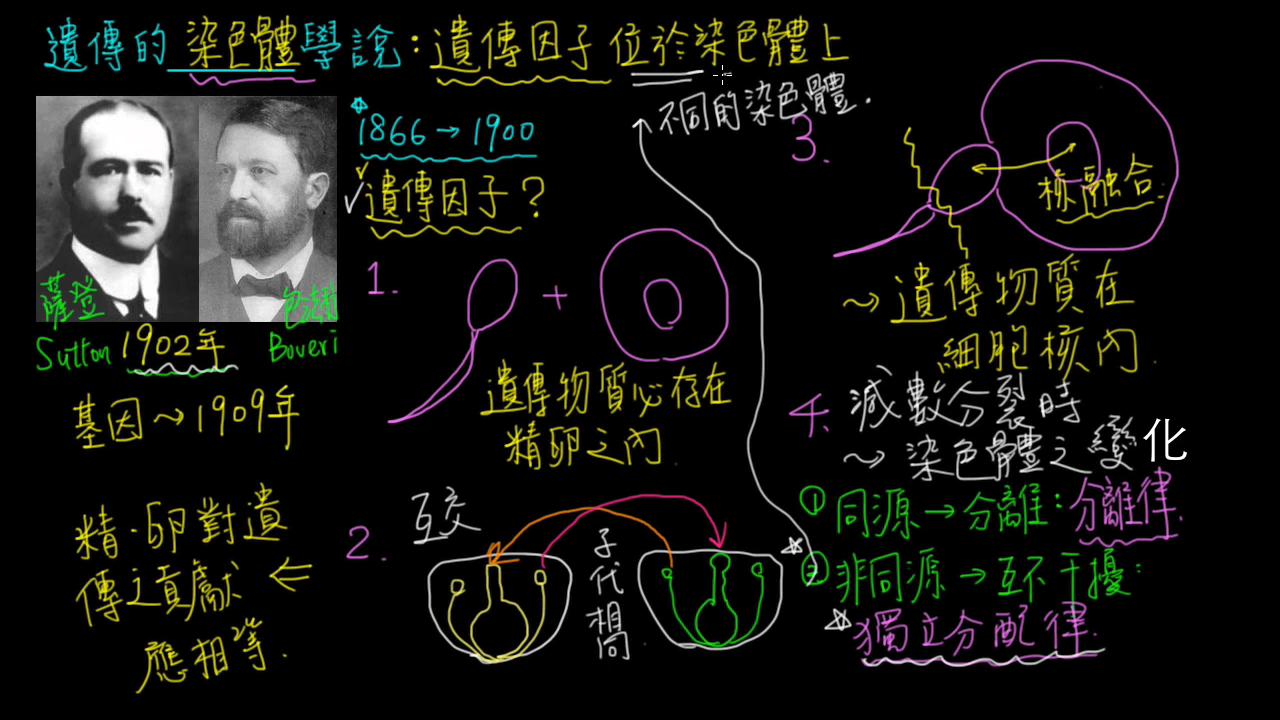 遺傳的染色體學說:遺傳因子位於染色體上
不同的染色體.
1866→1900
遺傳因子?
薩登
Sutton
1902年
Boveri
基因~1909年
1.
+
遺傳物質必存在
精卵之內.
精.卵對遺
傳之貢獻
應相等.
2.
互交
子代相同.
3.
核融合.
~遺傳物質在
細胞核內.
4.減數分裂時
~染色體之變化
①同源→分離:分離律.
②非同源→互不干擾:
獨立分配律.